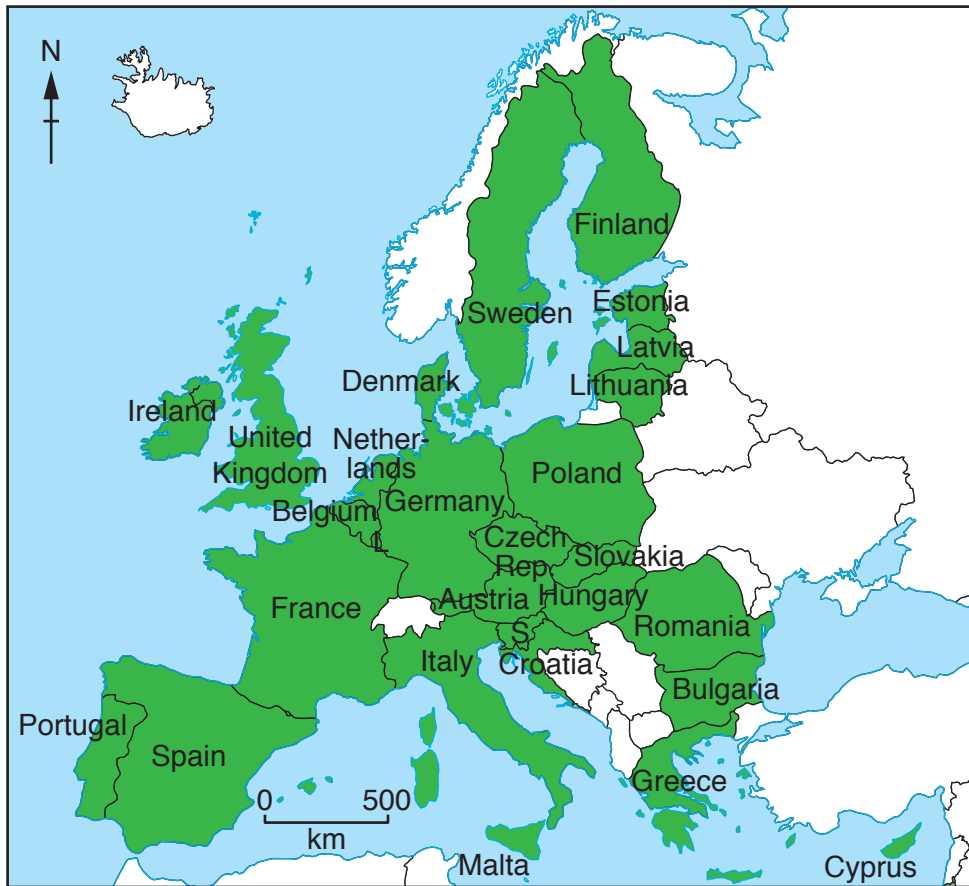 N
Finland
Estonia
Sweden
Latvia
Denmark
Lithuania
Ireland
United
Kingdom
Nether-
lands
Poland
Germany
Belgium
L
Czech
Rep.
Slovakia
Austria
Hungary
France
S
Romania
Italy
Croatia
Bulgaria
Portugal
Spain
Greece
0 500
km
Malta
Cyprus